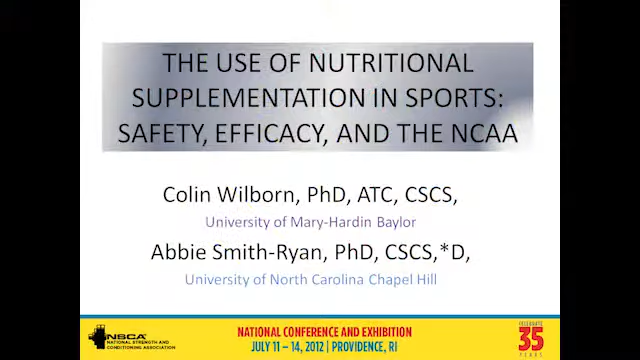 THE USE OF NUTRITIONAL
SUPPLEMENTATION IN SPORTS:
SAFETY, EFFICACY, AND THE NCAA
Colin Wilborn, PhD, ATC, CSCS,
University of Mary-Hardin Baylor
Abbie Smith-Ryan, PhD, CSCS,*D,
University of North Carolina Chapel Hill
NSCA
NATIONAL STRENGTH AND
CONDITIONING ASSOCIATION
NATIONAL CONFERENCE AND EXHIBITION
JULY 11 – 14, 2012 | PROVIDENCE, RI
CELEBRATE
35
YEARS